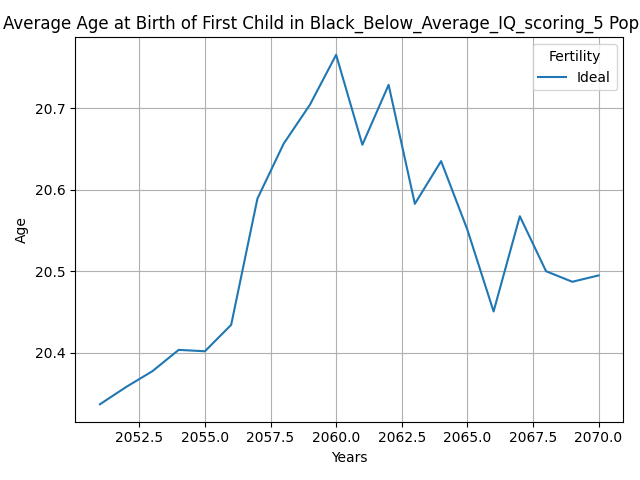 Average Age at Birth of First Child in Black_Below_Average_IQ_scoring_5 Pop
Fertility
Ideal
20.7
20.6
20.5
20.4
Age
2052.5 2055.0 2057.5 2060.0 2062.5 2065.0 2067.5 2070.0
Years